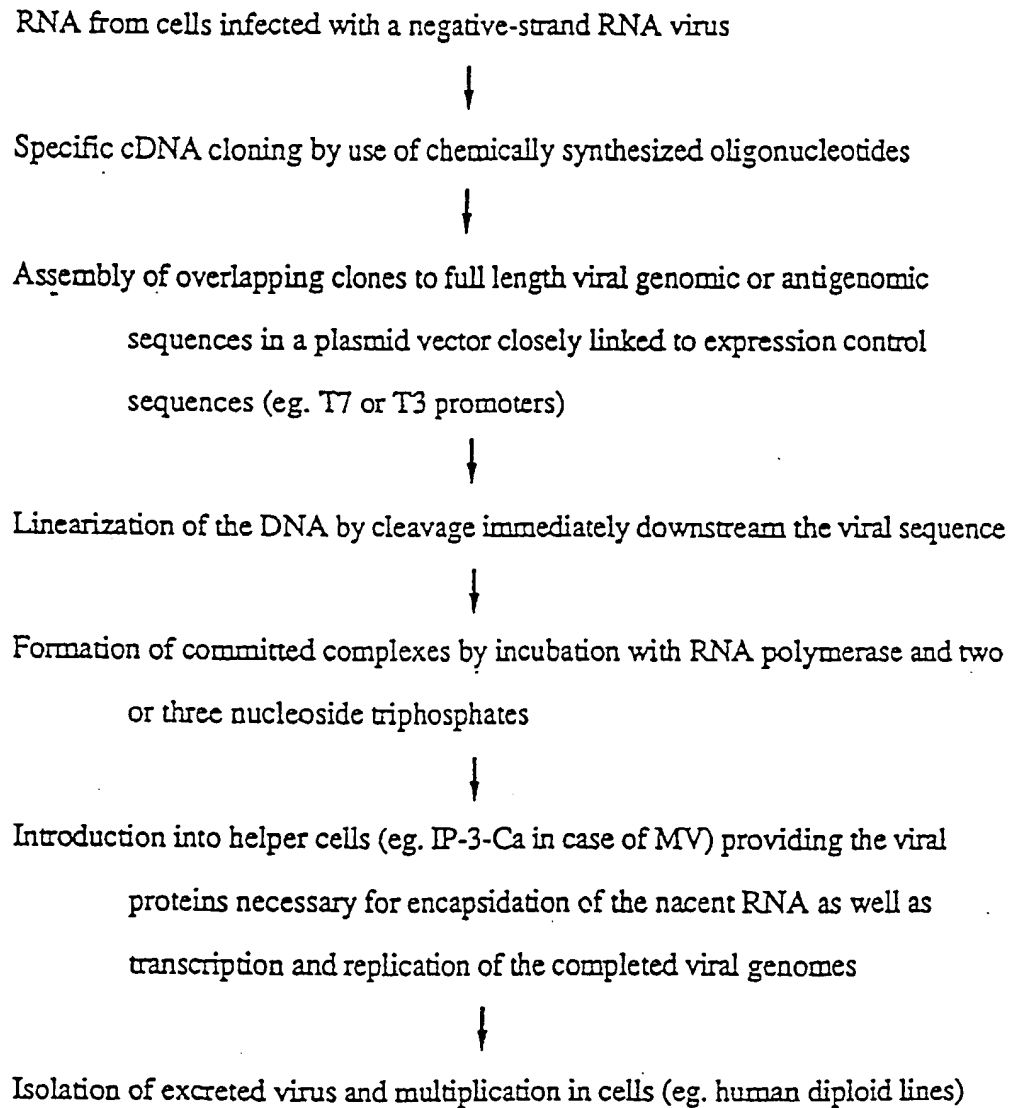 RNA from cells infected with a negative-strand RNA virus
Specific cDNA cloning by use of chemically synthesized oligonucleotides
Assembly of overlapping clones to full length viral genomic or antigenomic
sequences in a plasmid vector closely linked to expression control
sequences (eg. T7 or T3 promoters)
Linearization of the DNA by cleavage immediately downstream the viral sequence
Formation of committed complexes by incubation with RNA polymerase and two
or three nucleoside triphosphates
Introduction into helper cells (eg. IP-3-Ca in case of MV) providing the viral
proteins necessary for encapsidation of the nacent RNA as well as
transcription and replication of the completed viral genomes
Isolation of excreted virus and multiplication in cells (eg. human diploid lines)